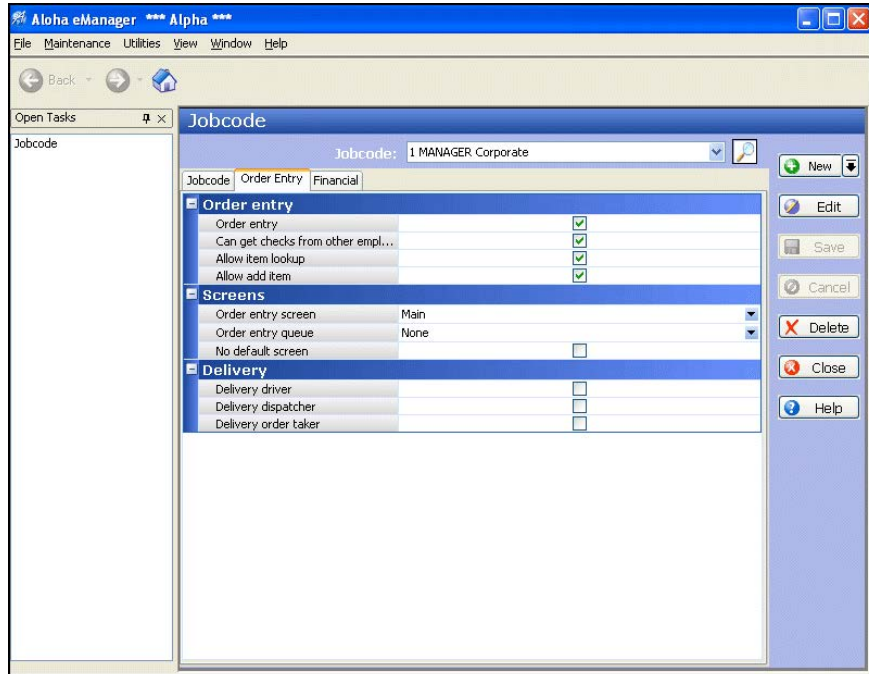 Aloha eManager *** Alpha ***
File Maintenance Utilities View Window Help
Back
Open Tasks
Jobcode
Jobcode
Jobcode: 1 MANAGER Corporate
Jobcode Order Entry Financial
Order entry
Order entry
Can get checks from other empl...
Allow item lookup
Allow add item
Screens
Order entry screen Main
Order entry queue None
No default screen
Delivery
Delivery driver
Delivery dispatcher
Delivery order taker
New
Edit
Save
Cancel
Delete
Close
Help